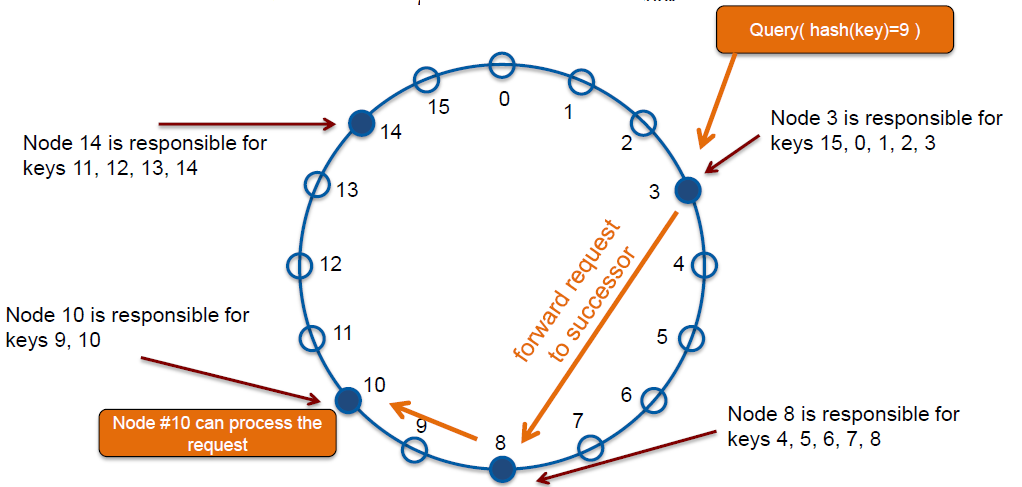 Query( hash(key)=9 )
Node 3 is responsible for
keys 15, 0, 1, 2, 3
Node 14 is responsible for
keys 11, 12, 13, 14
15
0
1
14
2
13
3
12
4
forward request
to successor
Node 10 is responsible for
keys 9, 10
11
5
10
6
Node #10 can process the
request
9
8
7
Node 8 is responsible for
keys 4, 5, 6, 7, 8